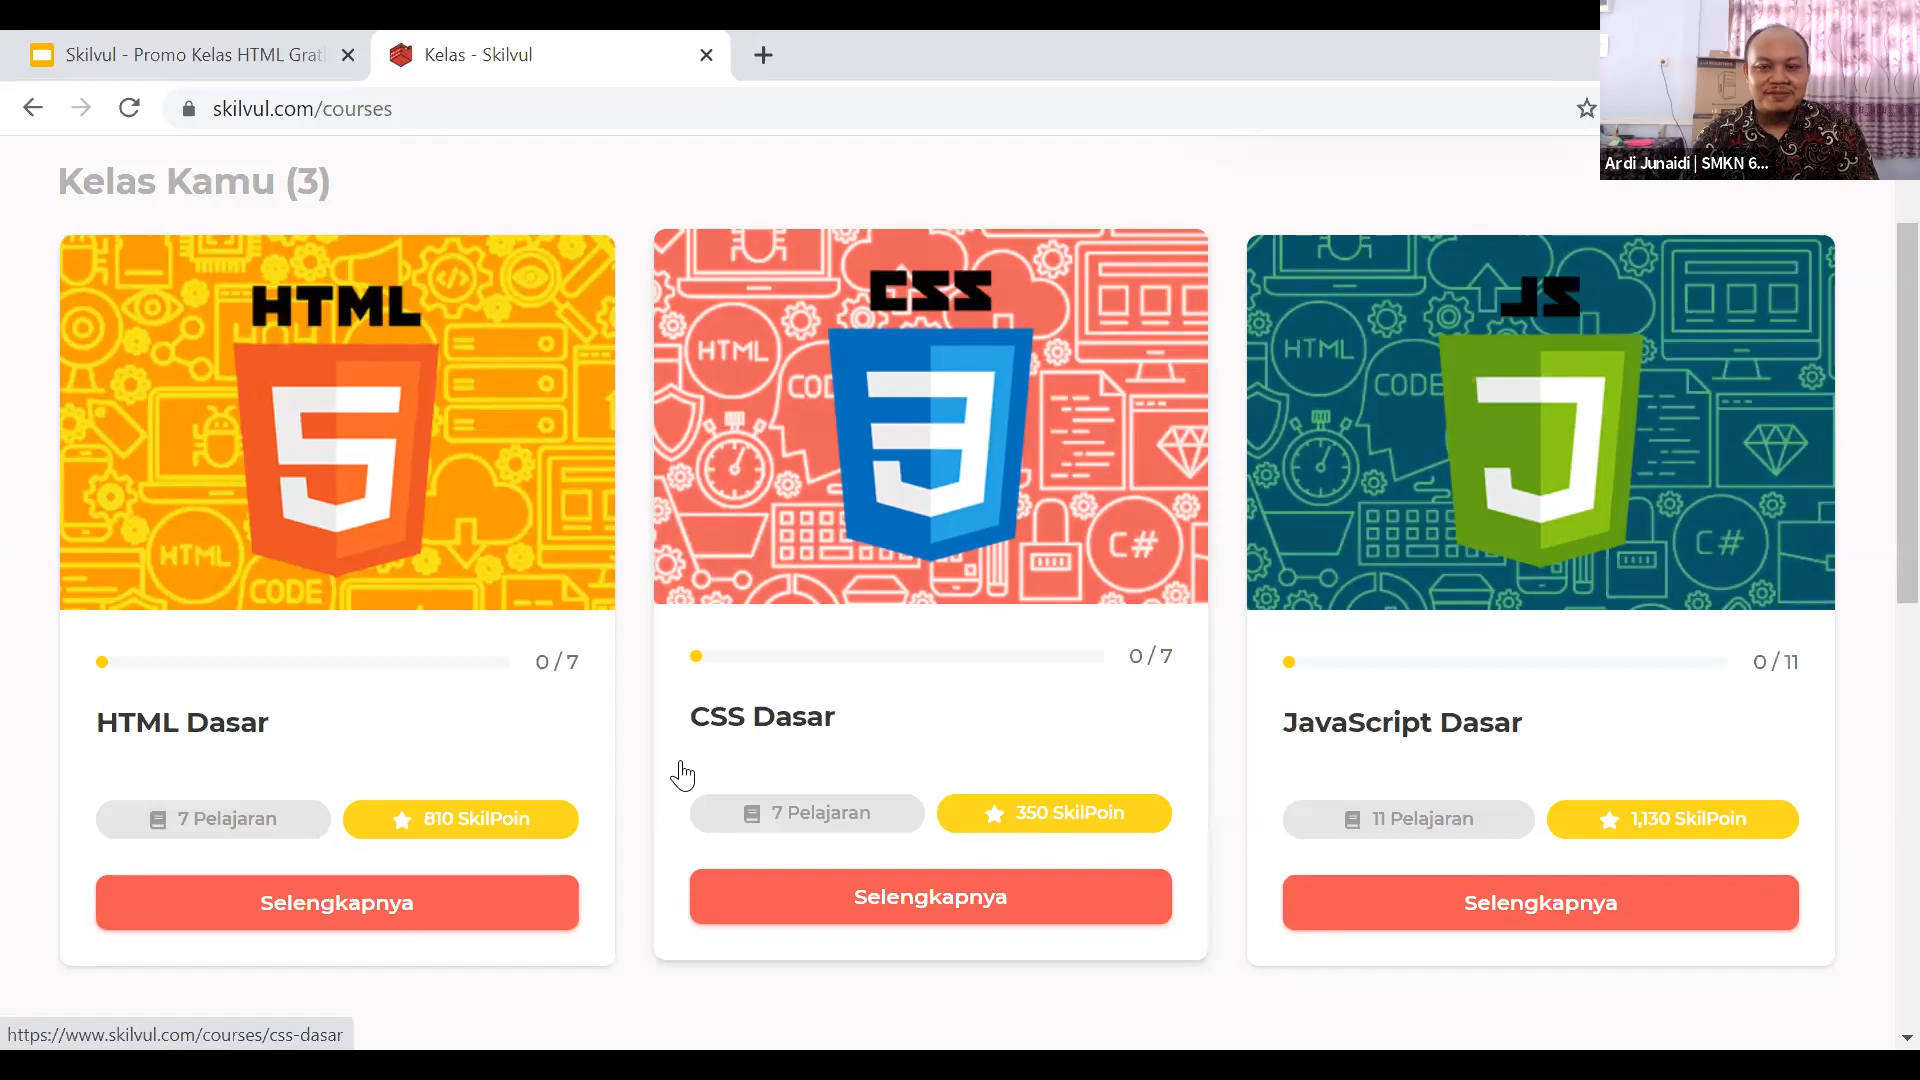 Skilvul - Promo Kelas HTML Grat
Kelas - Skilvul
skilvul.com/courses
Ardi Junaidi | SMKN 6...
Kelas Kamu (3)
HTML
HTML
CODE
0 / 7
HTML Dasar
7 Pelajaran
810 SkilPoin
Selengkapnya
CSS
HTML
COD
C#
0 / 7
CSS Dasar
7 Pelajaran
350 SkilPoin
Selengkapnya
JS
HTML
CODE
C#
0 / 11
JavaScript Dasar
11 Pelajaran
1,130 SkilPoin
Selengkapnya
https://www.skilvul.com/courses/css-dasar